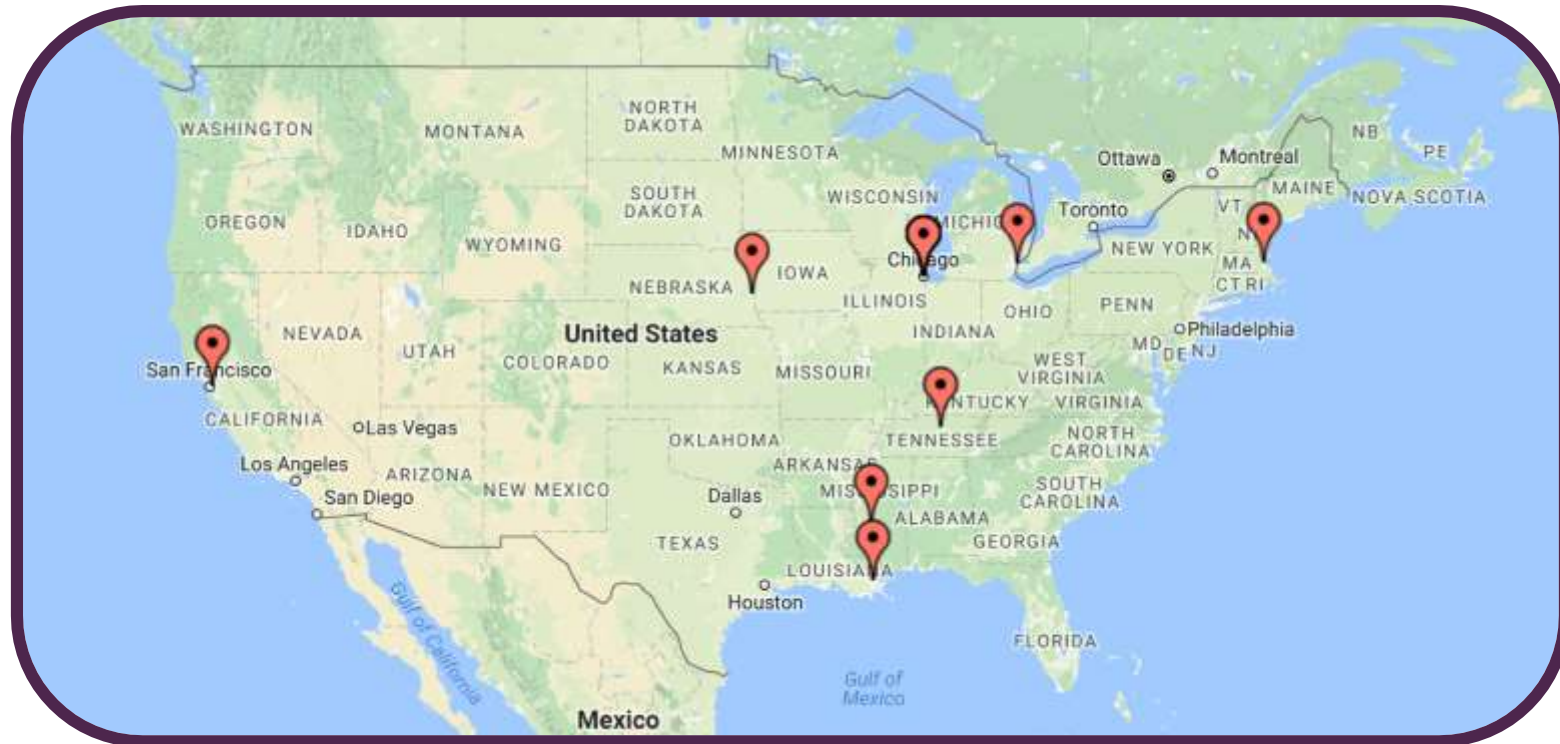 NORTH
DAKOTA
WASHINGTON
MONTANA
NB
MINNESOTA
PE
Ottawa
Montreal
SOUTH
DAKOTA
WISCONSIN
MAINE
NOVA SCOTIA
VT
Toronto
OREGON
IDAHO
WYOMING
MICHIG
NEW YORK
N
Chicago
MA
IOWA
NEBRASKA
CT RI
ILLINOIS
PENN
OHIO
United States
NEVADA
INDIANA
Philadelphia
MD
DE
NJ
UTAH
COLORADO
KANSAS
MISSOURI
WEST
VIRGINIA
San Francisco
KENTUCKY
VIRGINIA
CALIFORNIA
Las Vegas
OKLAHOMA
TENNESSEE
NORTH
CAROLINA
Los Angeles
ARIZONA
ARKANSAS
NEW MEXICO
San Diego
Dallas
MISSISSIPPI
SOUTH
CAROLINA
ALABAMA
TEXAS
GEORGIA
LOUISIANA
Houston
Gulf of California
FLORIDA
Gulf of
Mexico
Mexico